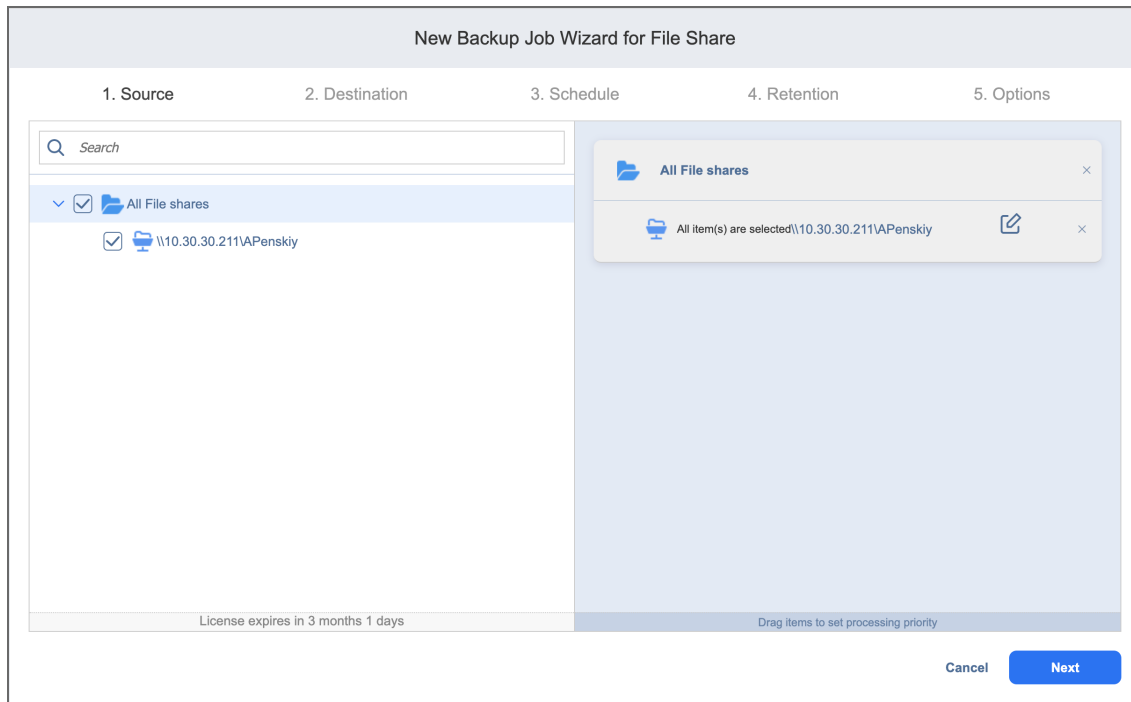 New Backup Job Wizard for File Share
1. Source 2. Destination 3. Schedule 4. Retention 5. Options
Search
All File shares
\\10.30.30.211\APenskiy
License expires in 3 months 1 days
All File shares
All item(s) are selected\\10.30.30.211\APenskiy
Drag items to set processing priority
Cancel Next